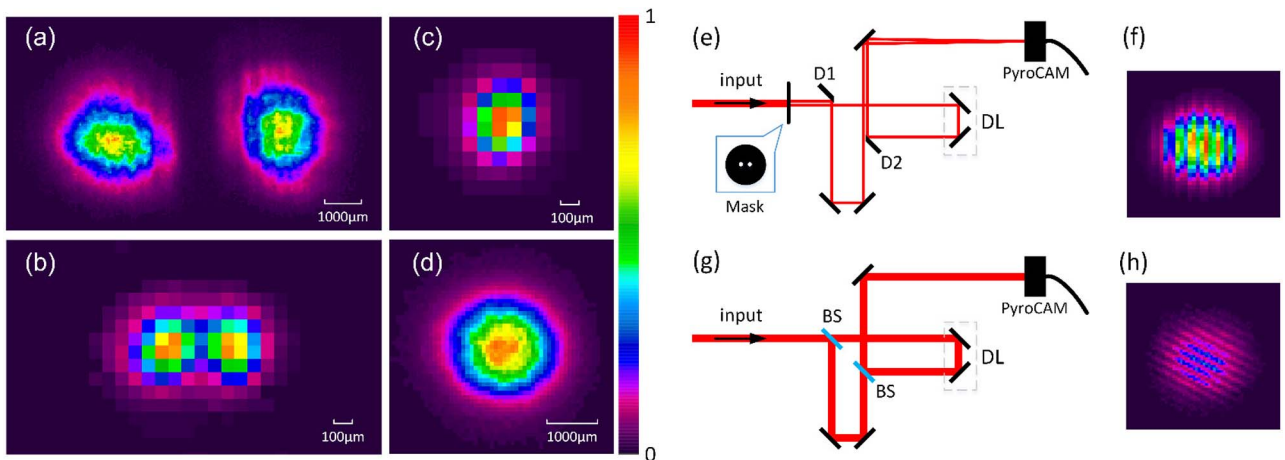 (a)
1000μm
(c)
100μm
1
(b)
100μm
(d)
1000μm
0
(e)
input
D1
D2
DL
Mask
PyroCAM
(f)
(g)
input
BS
BS
DL
PyroCAM
(h)